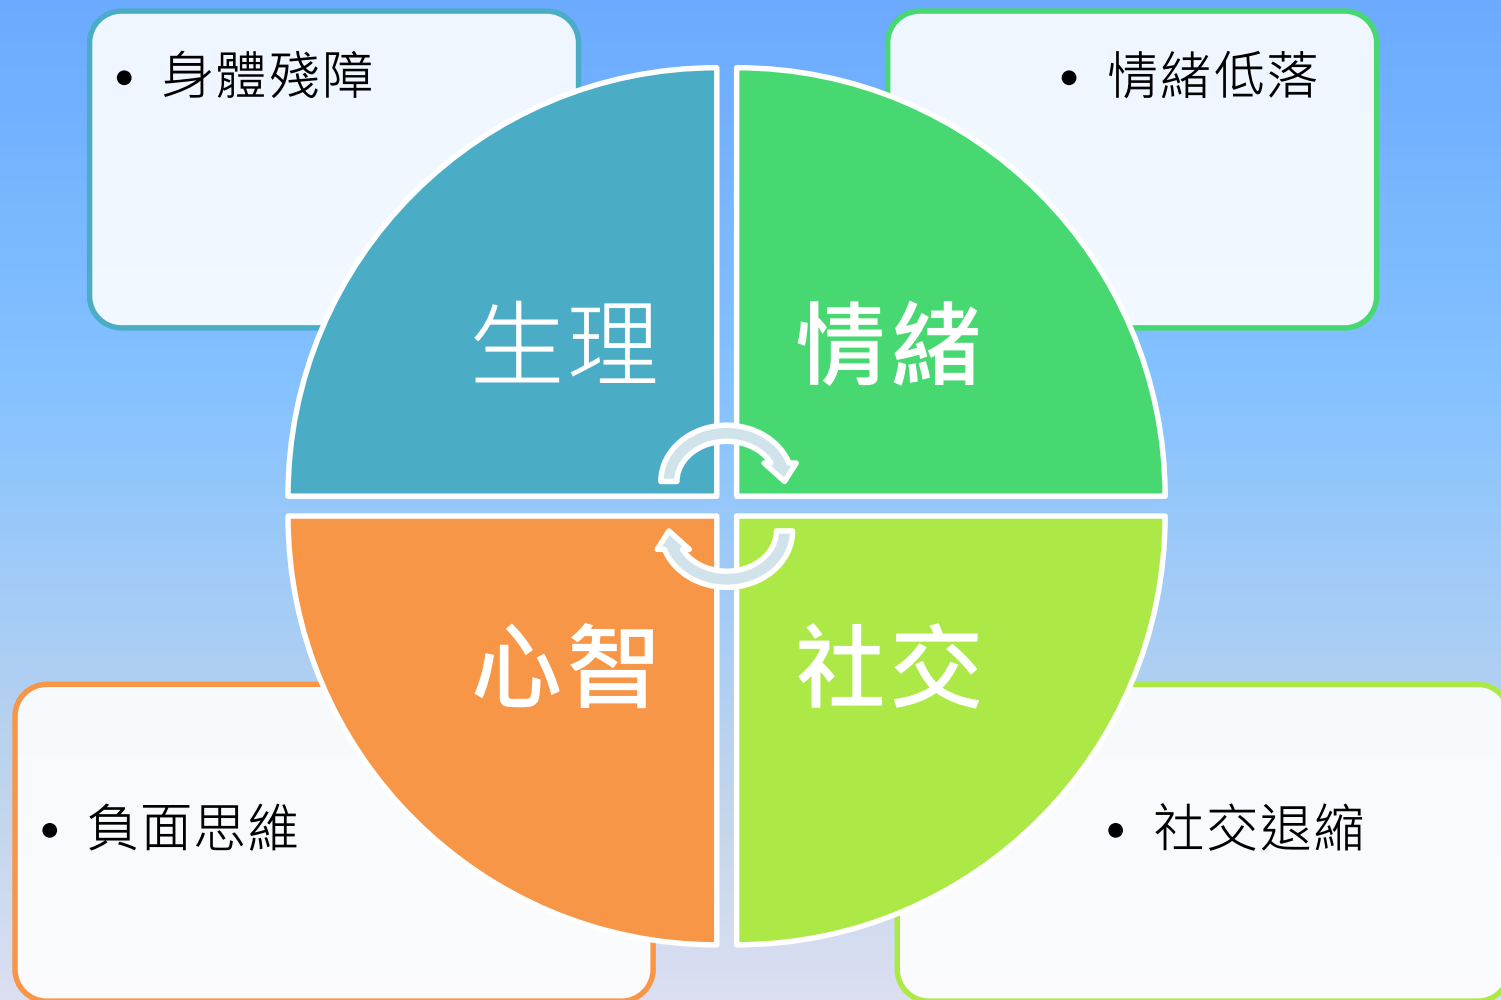 • 身體殘障
• 情緒低落
生理
情緒
心智
社交
• 負面思維
• 社交退縮